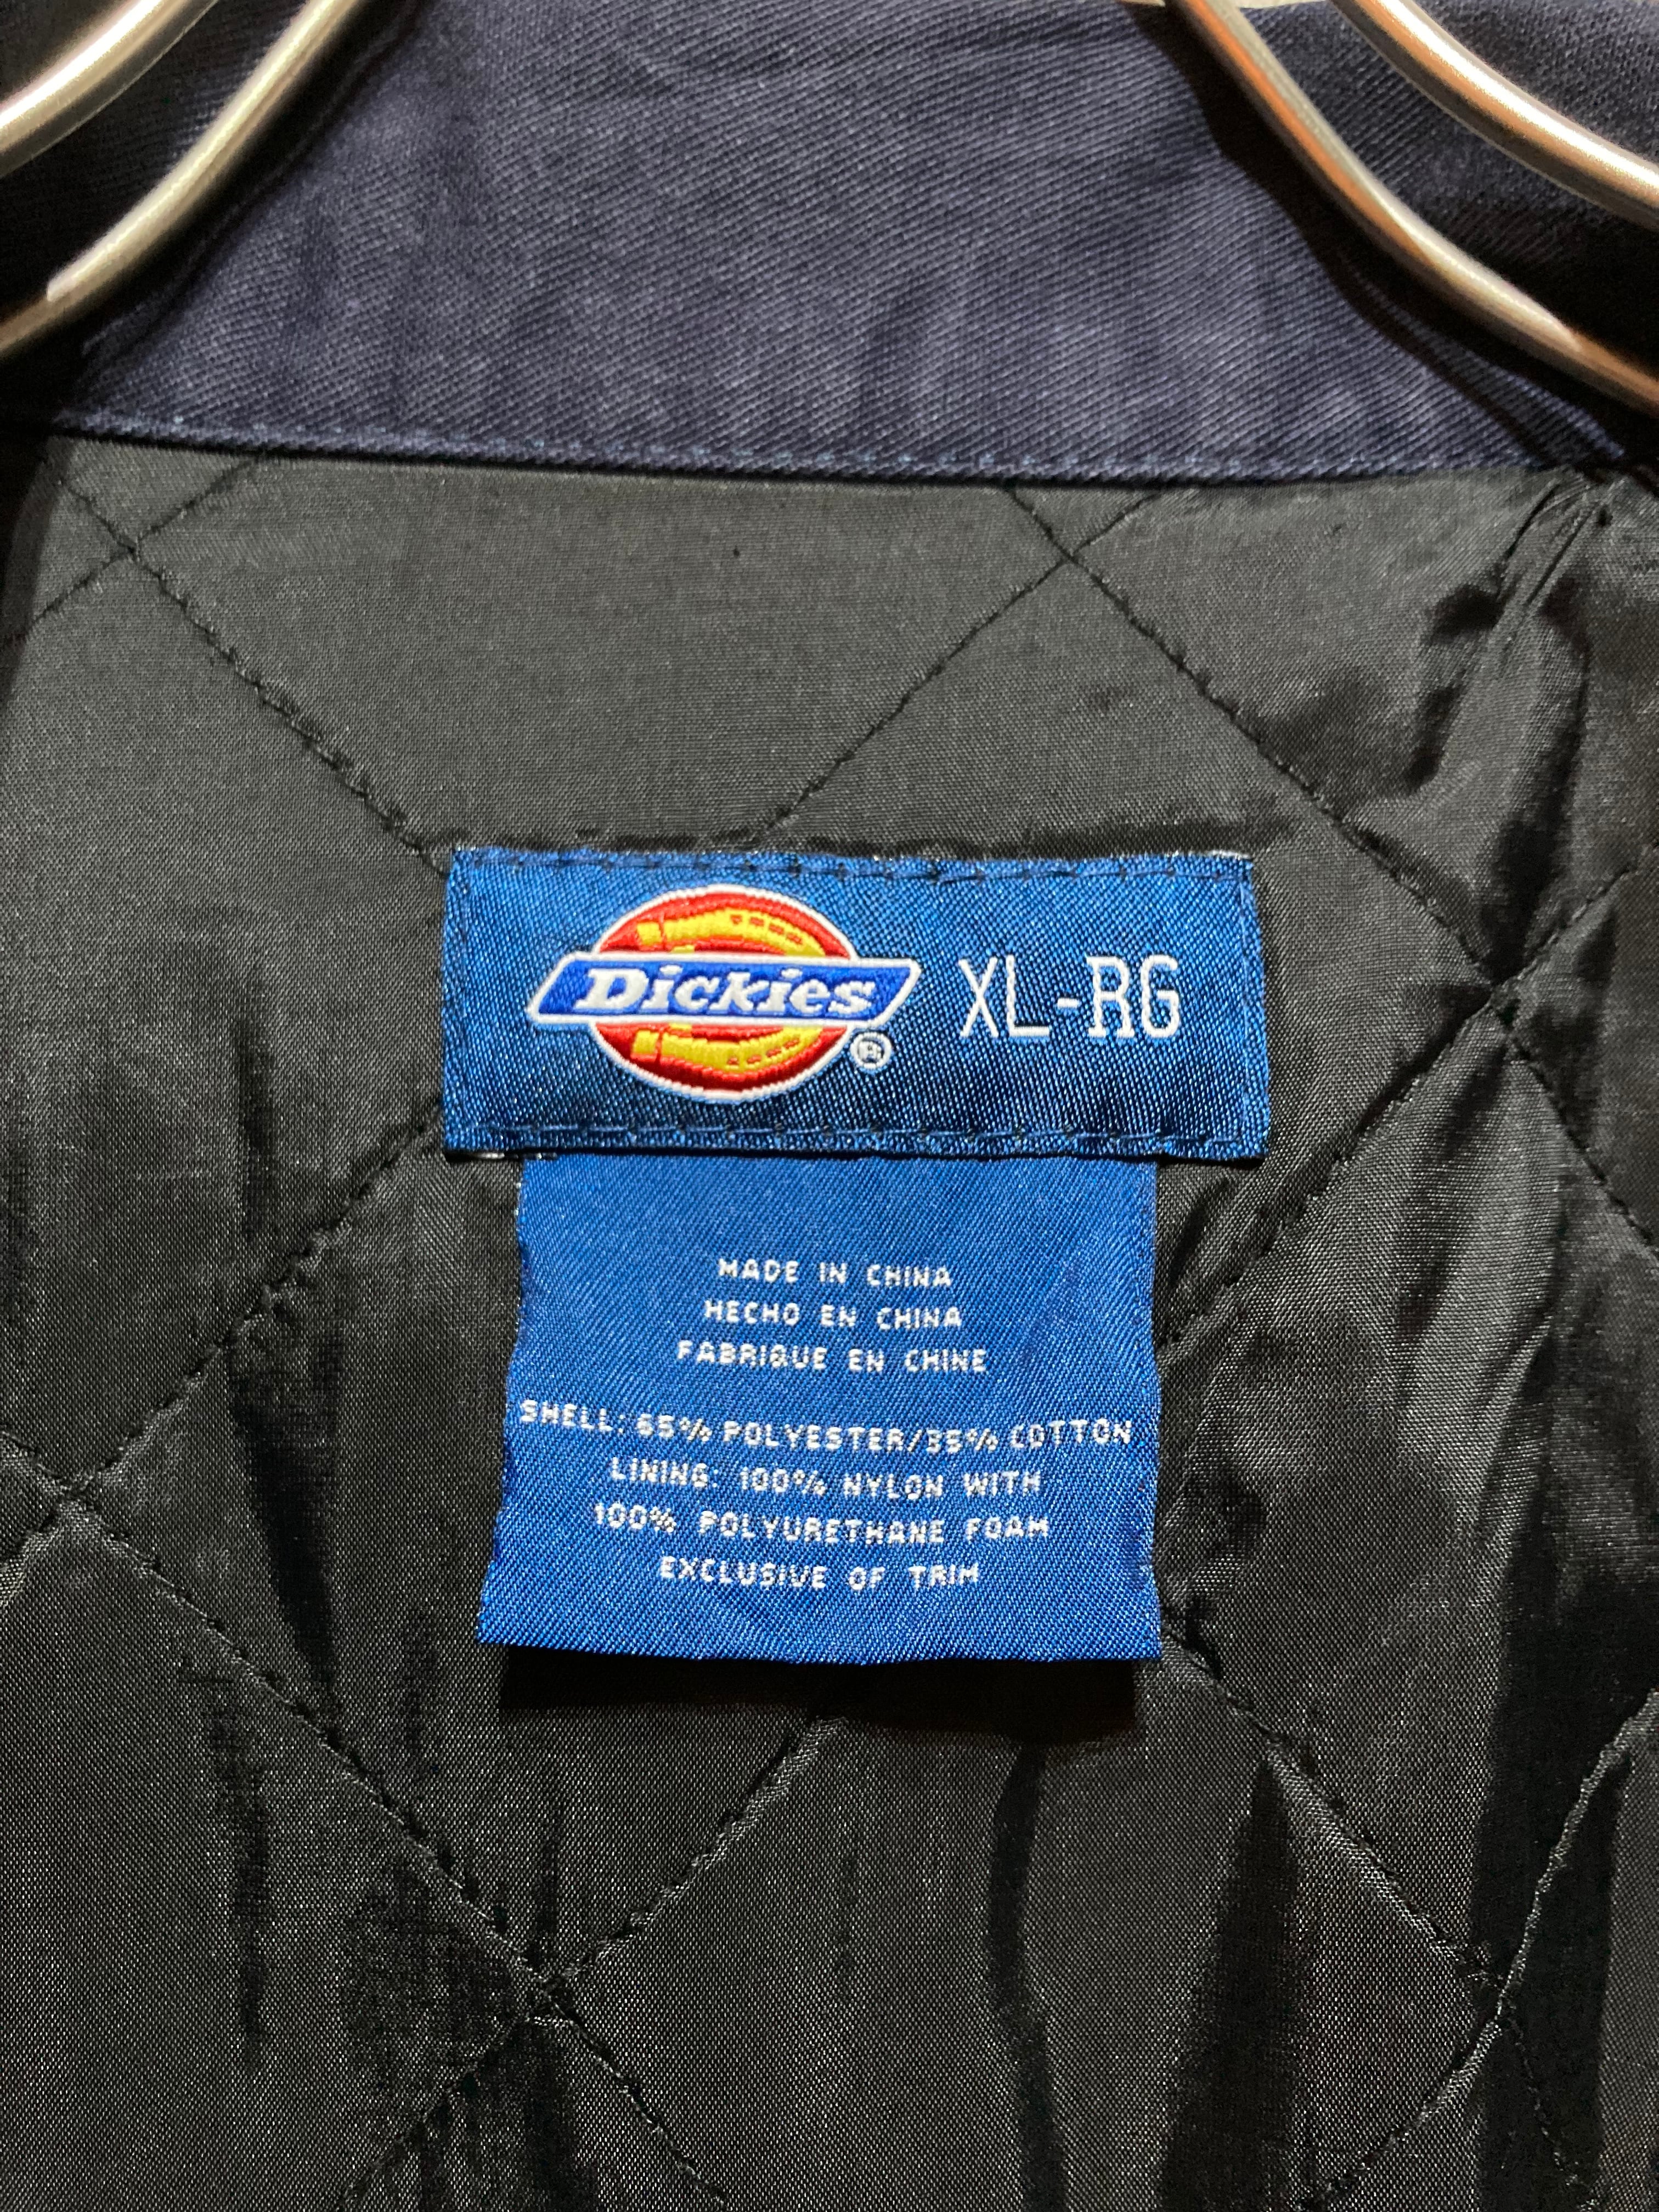 Dickies ® XL-RG
MADE IN CHINA
HECHO EN CHINA
FABRIQUE EN CHINE
SHELL: 65% POLYESTER/35% COTTON
LINING: 100% NYLON WITH
100% POLYURETHANE FOAM
EXCLUSIVE OF TRIM